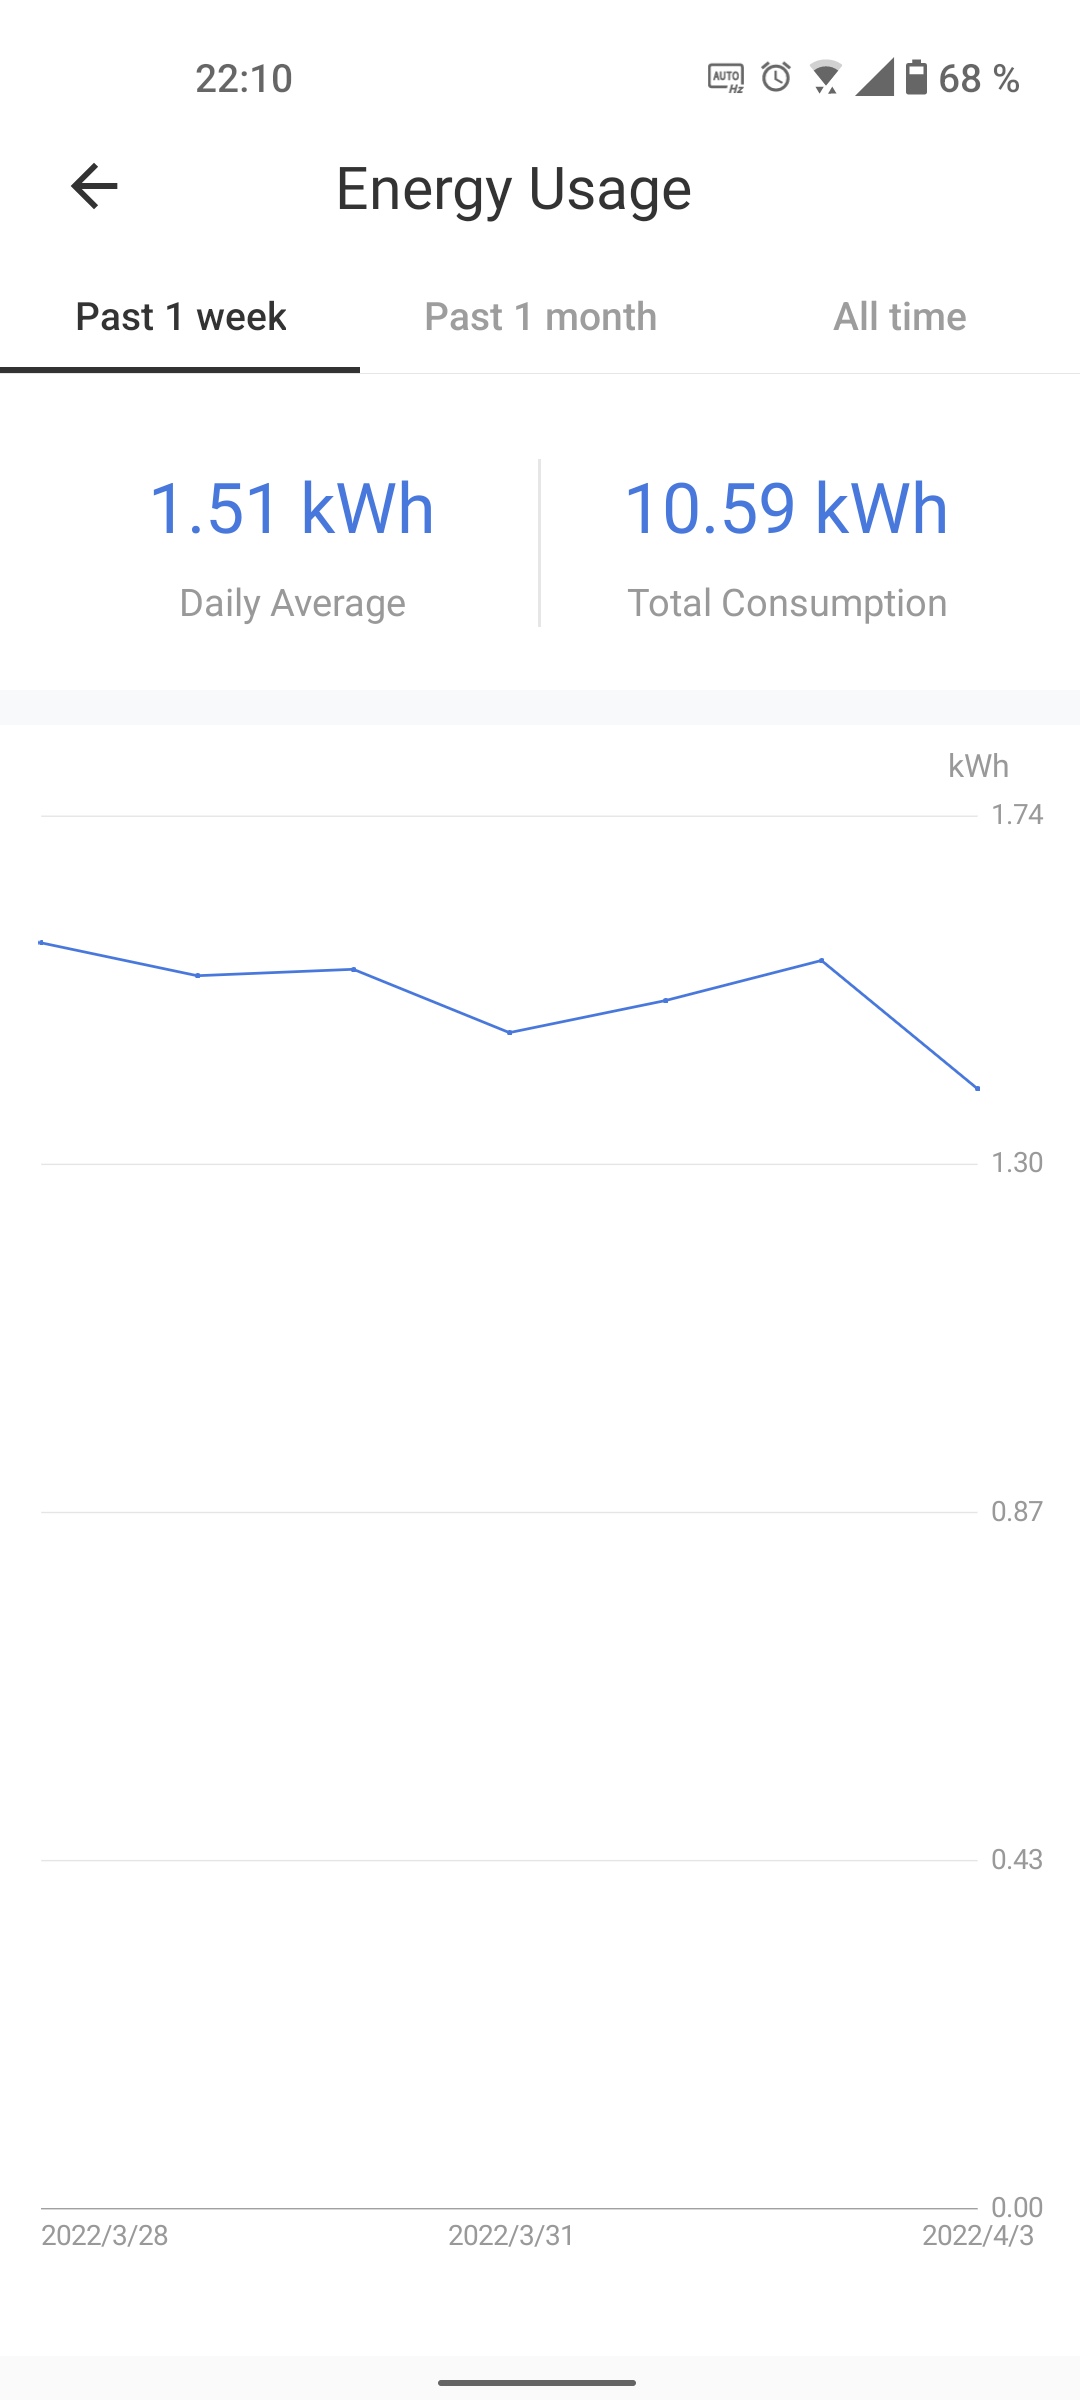 22:10 AUTO Hz 68 %
Energy Usage
Past 1 week Past 1 month All time
1.51 kWh 10.59 kWh
Daily Average Total Consumption
kWh
1.74
1.30
0.87
0.43
0.00
2022/3/28 2022/3/31 2022/4/3